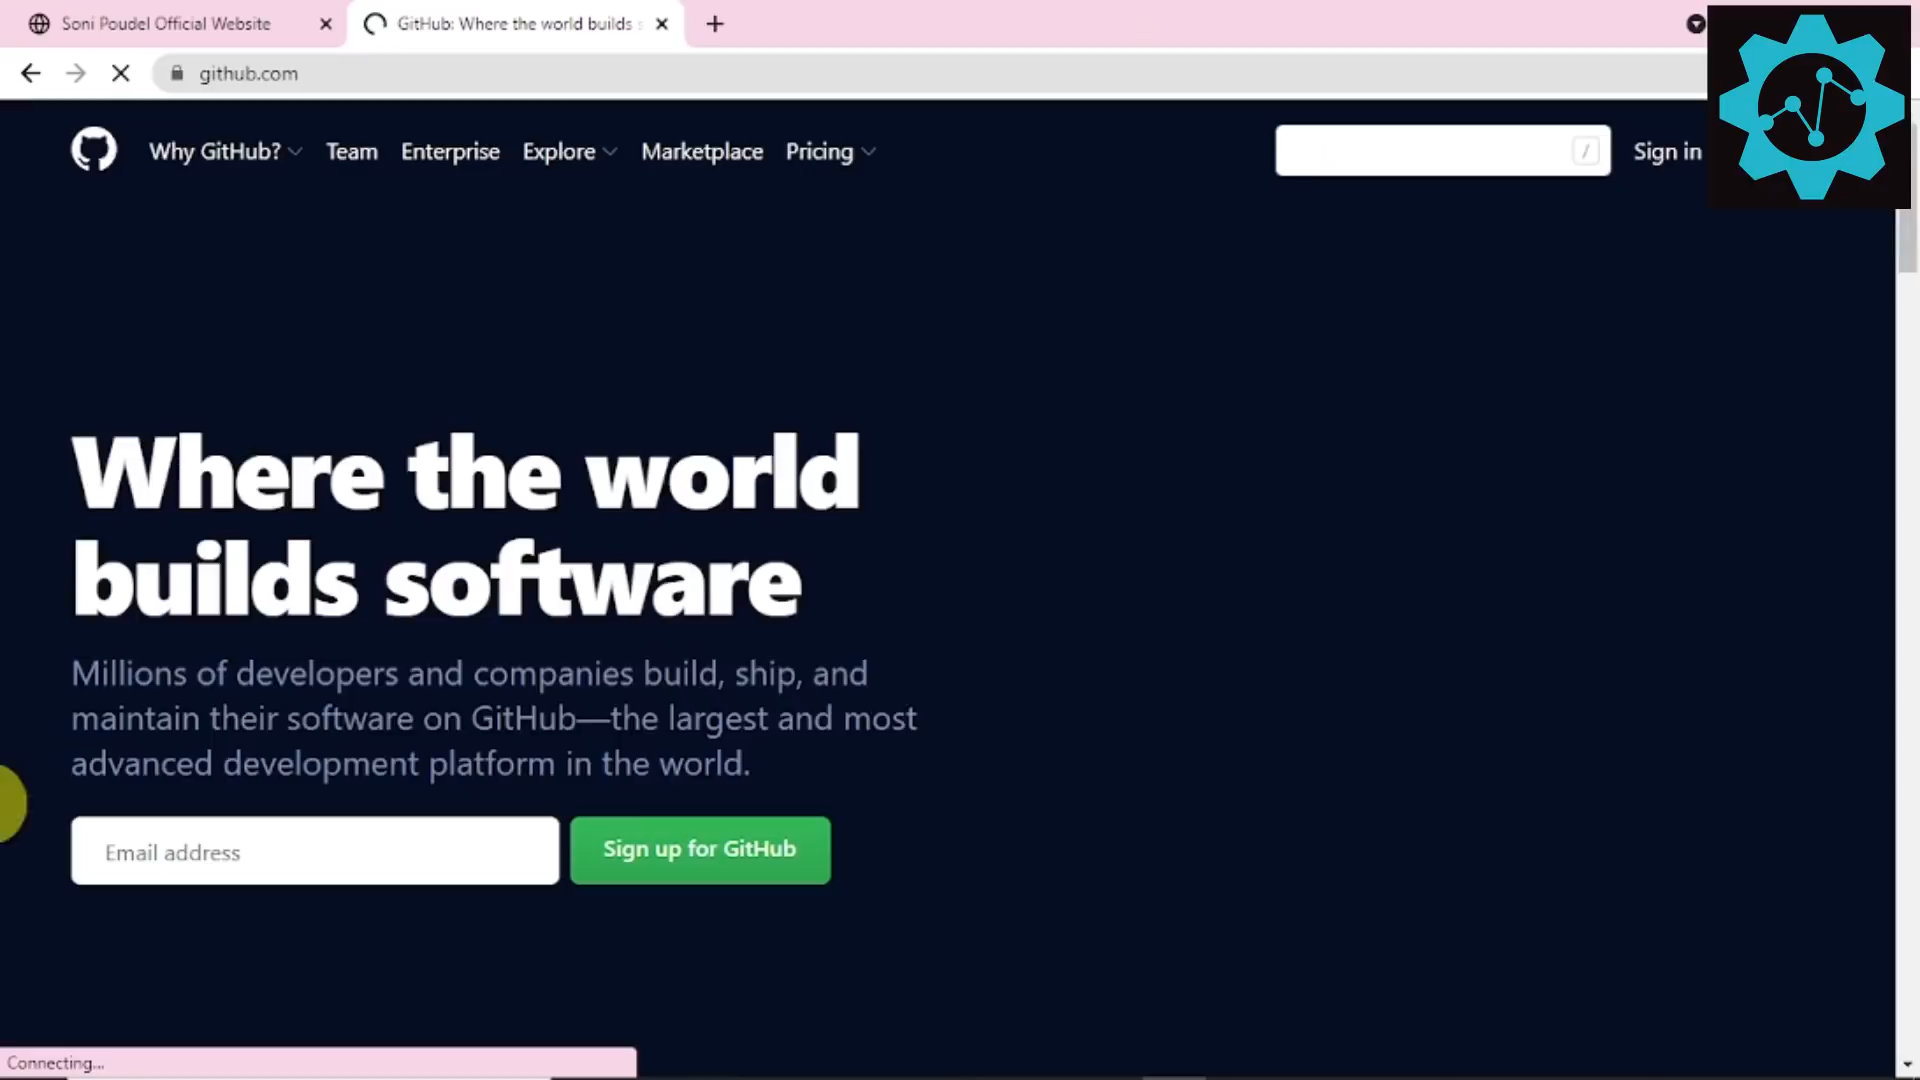 Soni Poudel Official Website
GitHub: Where the world builds
github.com
Why GitHub? Team Enterprise Explore Marketplace Pricing / Sign in
Where the world
builds software
Millions of developers and companies build, ship, and
maintain their software on GitHub—the largest and most
advanced development platform in the world.
Email address
Sign up for GitHub
Connecting...